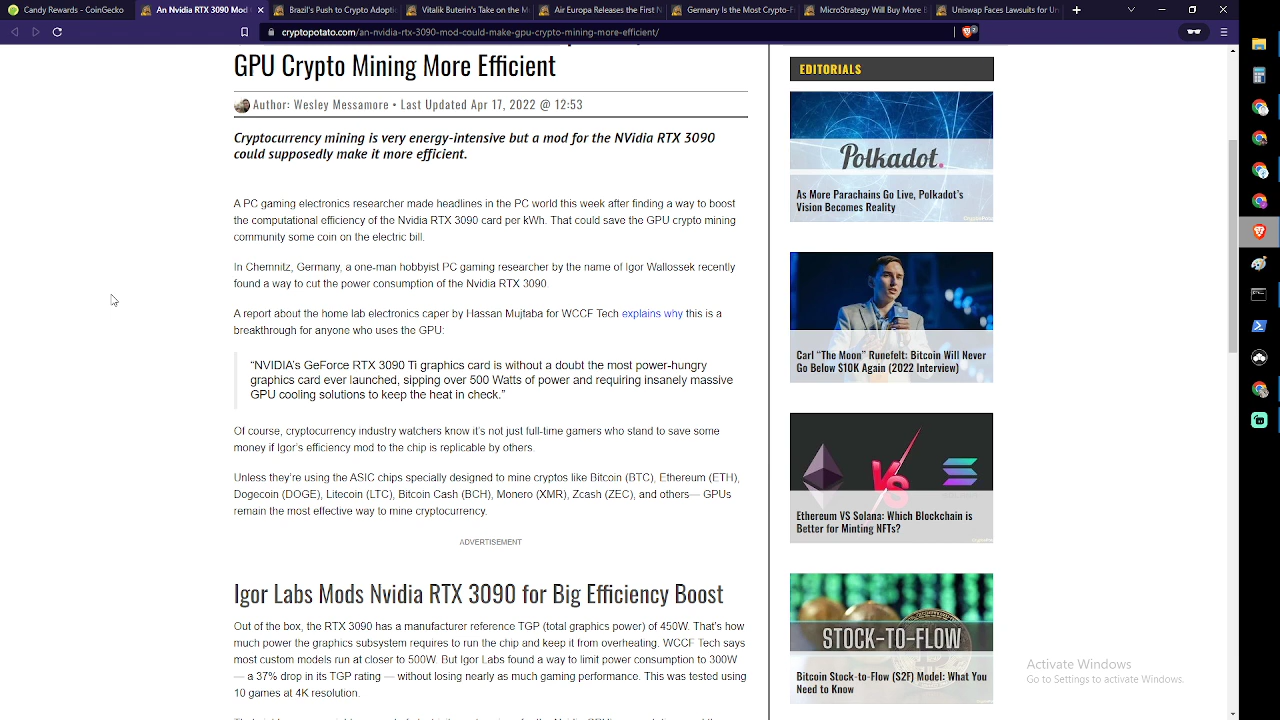 Candy Rewards - CoinGecko
An Nvidia RTX 3090 Mod
Brazil's Push to Crypto Adopti
Vitalik Buterin's Take on the M
Air Europa Releases the First N
Germany Is the Most Crypto-F
MicroStrategy Will Buy More B
Uniswap Faces Lawsuits for Un
cryptopotato.com/an-nvidia-rtx-3090-mod-could-make-gpu-crypto-mining-more-efficient/
GPU Crypto Mining More Efficient
Author: Wesley Messamore • Last Updated Apr 17, 2022 @ 12:53
Cryptocurrency mining is very energy-intensive but a mod for the NVidia RTX 3090
could supposedly make it more efficient.
A PC gaming electronics researcher made headlines in the PC world this week after finding a way to boost
the computational efficiency of the Nvidia RTX 3090 card per kWh. That could save the GPU crypto mining
community some coin on the electric bill.
In Chemnitz, Germany, a one-man hobbyist PC gaming researcher by the name of Igor Wallossek recently
found a way to cut the power consumption of the Nvidia RTX 3090.
A report about the home lab electronics caper by Hassan Mujtaba for WCCF Tech explains why this is a
breakthrough for anyone who uses the GPU:
“NVIDIA’s GeForce RTX 3090 Ti graphics card is without a doubt the most power-hungry
graphics card ever launched, sipping over 500 Watts of power and requiring insanely massive
GPU cooling solutions to keep the heat in check.”
Of course, cryptocurrency industry watchers know it’s not just full-time gamers who stand to save some
money if Igor’s efficiency mod to the chip is replicable by others.
Unless they’re using the ASIC chips specially designed to mine cryptos like Bitcoin (BTC), Ethereum (ETH),
Dogecoin (DOGE), Litecoin (LTC), Bitcoin Cash (BCH), Monero (XMR), Zcash (ZEC), and others— GPUs
remain the most effective way to mine cryptocurrency.
ADVERTISEMENT
Igor Labs Mods Nvidia RTX 3090 for Big Efficiency Boost
Out of the box, the RTX 3090 has a manufacturer reference TGP (total graphics power) of 450W. That’s how
much power the graphics subsystem requires to run the chip and keep it from overheating. WCCF Tech says
most custom models run at closer to 500W. But Igor Labs found a way to limit power consumption to 300W
— a 37% drop in its TGP rating — without losing nearly as much gaming performance. This was tested using
10 games at 4K resolution.
EDITORIALS
Polkadot.
As More Parachains Go Live, Polkadot’s
Vision Becomes Reality
Carl “The Moon” Runefelt: Bitcoin Will Never
Go Below $10K Again (2022 Interview)
VS
Ethereum VS Solana: Which Blockchain is
Better for Minting NFTs?
STOCK-TO-FLOW
Bitcoin Stock-to-Flow (S2F) Model: What You
Need to Know
Activate Windows
Go to Settings to activate Windows.